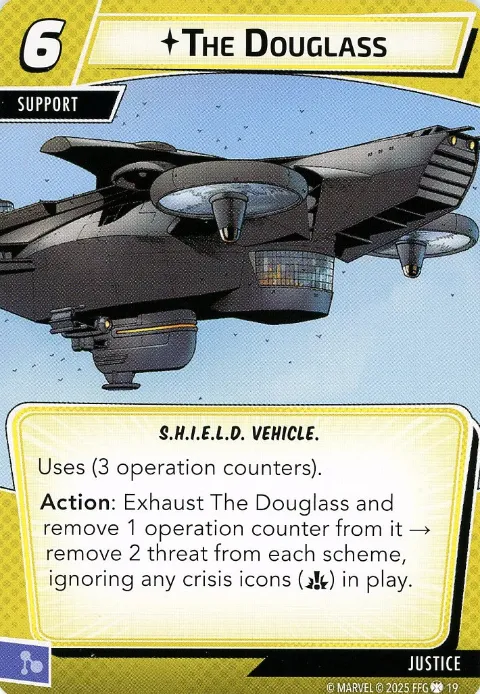 6
THE DOUGLASS
SUPPORT
S.H.I.E.L.D. VEHICLE.
Uses (3 operation counters).
Action: Exhaust The Douglass and
remove 1 operation counter from it →
remove 2 threat from each scheme,
ignoring any crisis icons () in play.
JUSTICE
© MARVEL © 2025 FFG 19